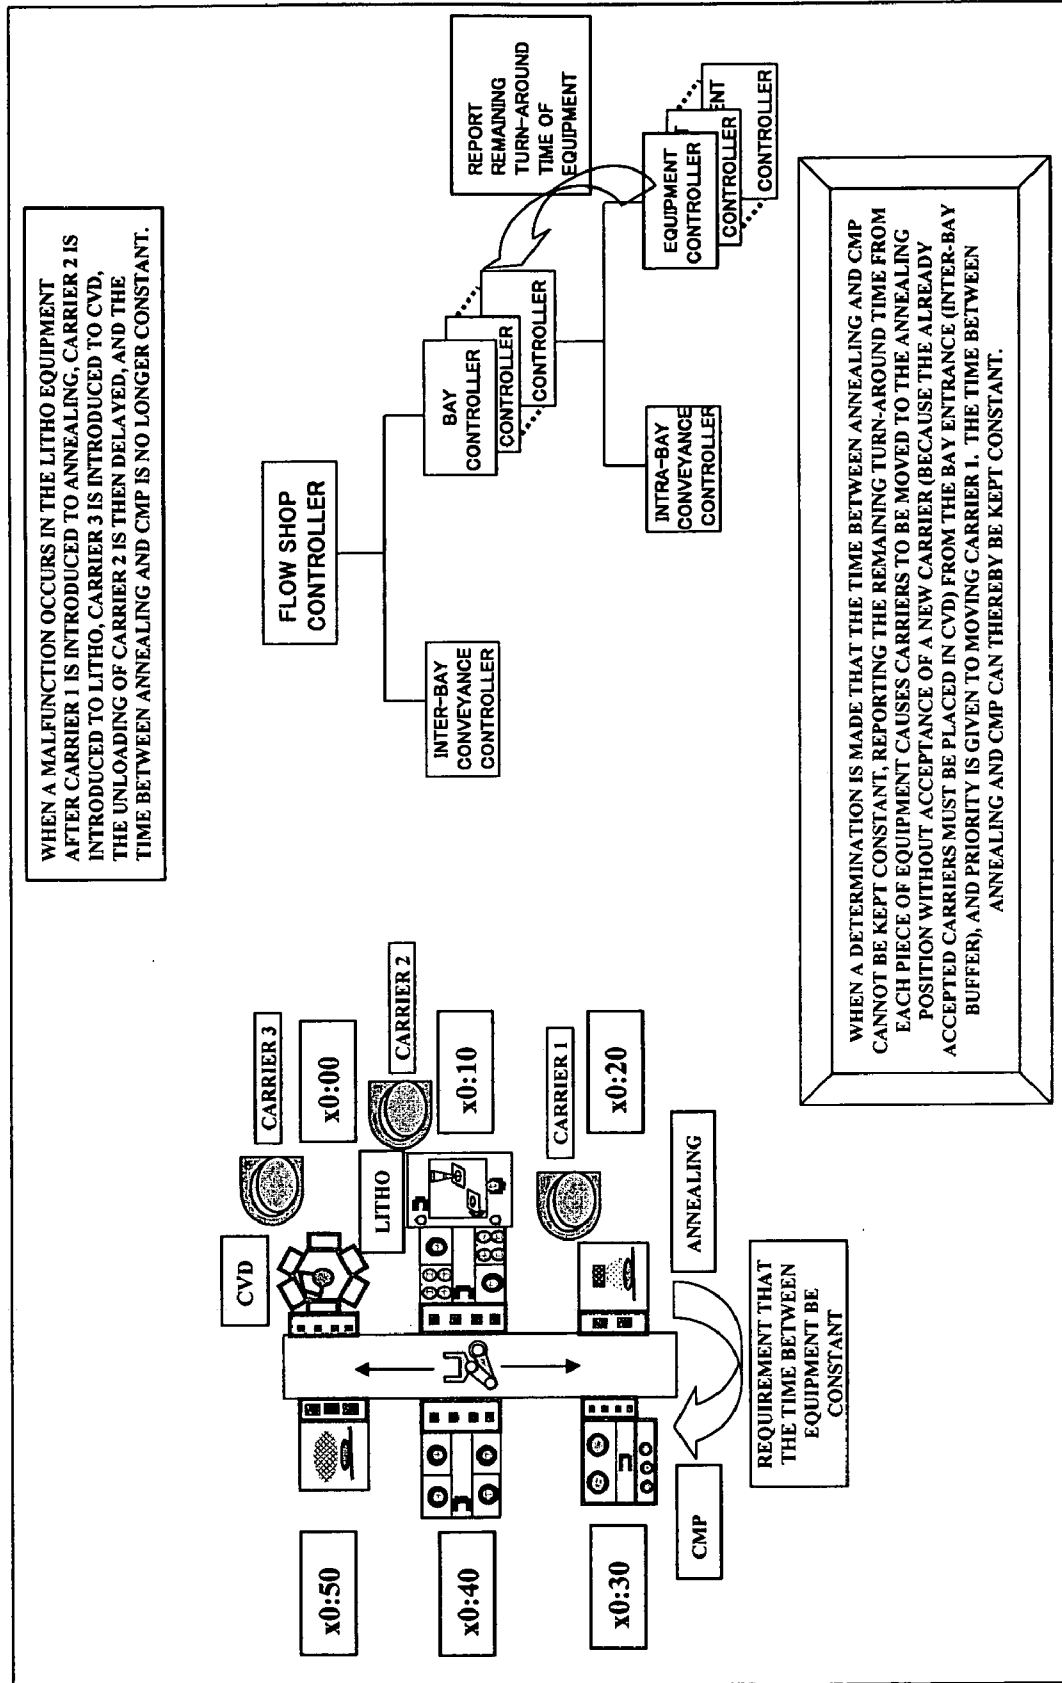 WHEN A MALFUNCTION OCCURS IN THE LITHO EQUIPMENT
AFTER CARRIER 1 IS INTRODUCED TO ANNEALING, CARRIER 2 IS
INTRODUCED TO LITHO, CARRIER 3 IS INTRODUCED TO CVD,
THE UNLOADING OF CARRIER 2 IS THEN DELAYED, AND THE
TIME BETWEEN ANNEALING AND CMP IS NO LONGER CONSTANT.
x0:50
x0:40
x0:30
CVD
LITHO
CARRIER 3
x0:00
CARRIER 2
x0:10
CARRIER 1
x0:20
CMP
ANNEALING
REQUIREMENT THAT
THE TIME BETWEEN
EQUIPMENT BE
CONSTANT
FLOW SHOP
CONTROLLER
INTER-BAY
CONVEYANCE
CONTROLLER
BAY
CONTROLLER
CONTROLLER
CONTROLLER
REPORT
REMAINING
TURN-AROUND
TIME OF
EQUIPMENT
INTRA-BAY
CONVEYANCE
CONTROLLER
EQUIPMENT
CONTROLLER
T
CONTROLLER
ENT
CONTROLLER
WHEN A DETERMINATION IS MADE THAT THE TIME BETWEEN ANNEALING AND CMP
CANNOT BE KEPT CONSTANT, REPORTING THE REMAINING TURN-AROUND TIME FROM
EACH PIECE OF EQUIPMENT CAUSES CARRIERS TO BE MOVED TO THE ANNEALING
POSITION WITHOUT ACCEPTANCE OF A NEW CARRIER (BECAUSE THE ALREADY
ACCEPTED CARRIERS MUST BE PLACED IN CVD) FROM THE BAY ENTRANCE (INTER-BAY
BUFFER), AND PRIORITY IS GIVEN TO MOVING CARRIER 1. THE TIME BETWEEN
ANNEALING AND CMP CAN THEREBY BE KEPT CONSTANT.